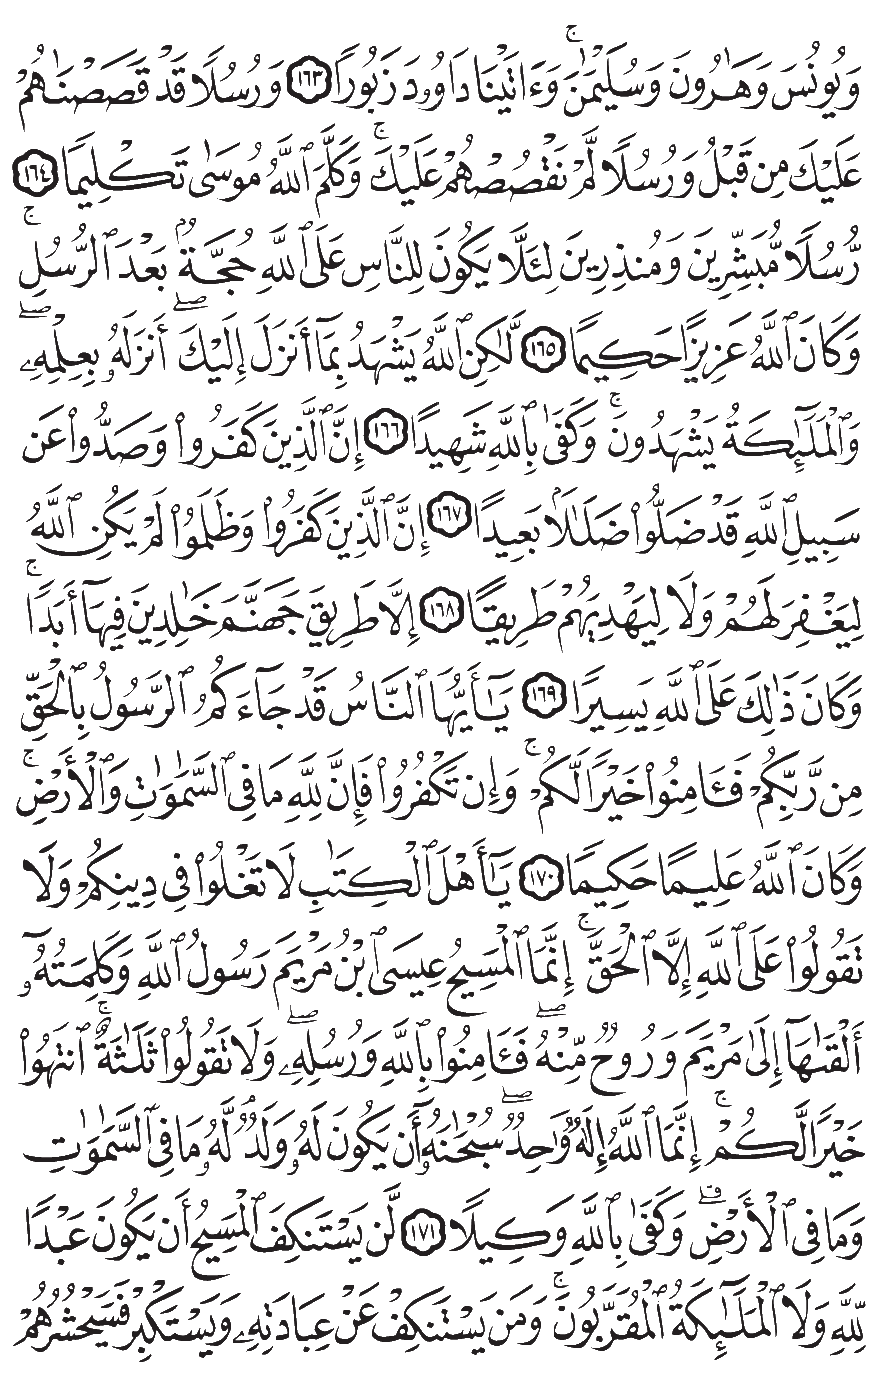 وَيُونُسَ وَهَٰرُونَ وَسُلَيْمَٰنَۚ وَءَاتَيْنَا دَاوُۥدَ زَبُورًا ١٦٣ وَرُسُلًا قَدْ قَصَصْنَٰهُمْ
عَلَيْكَ مِن قَبْلُ وَرُسُلًا لَّمْ نَقْصُصْهُمْ عَلَيْكَۚ وَكَلَّمَ ٱللَّهُ مُوسَىٰ تَكْلِيمًا ١٦٤
رُّسُلًا مُّبَشِّرِينَ وَمُنذِرِينَ لِئَلَّا يَكُونَ لِلنَّاسِ عَلَى ٱللَّهِ حُجَّةٌۢ بَعْدَ ٱلرُّسُلِۚ
وَكَانَ ٱللَّهُ عَزِيزًا حَكِيمًا ١٦٥ لَّٰكِنِ ٱللَّهُ يَشْهَدُ بِمَآ أَنزَلَ إِلَيْكَۖ أَنزَلَهُۥ بِعِلْمِهِۦۖ
وَٱلْمَلَٰٓئِكَةُ يَشْهَدُونَۚ وَكَفَىٰ بِٱللَّهِ شَهِيدًا ١٦٦ إِنَّ ٱلَّذِينَ كَفَرُوا۟ وَصَدُّوا۟ عَن
سَبِيلِ ٱللَّهِ قَدْ ضَلُّوا۟ ضَلَٰلًۢا بَعِيدًا ١٦٧ إِنَّ ٱلَّذِينَ كَفَرُوا۟ وَظَلَمُوا۟ لَمْ يَكُنِ ٱللَّهُ
لِيَغْفِرَ لَهُمْ وَلَا لِيَهْدِيَهُمْ طَرِيقًا ١٦٨ إِلَّا طَرِيقَ جَهَنَّمَ خَٰلِدِينَ فِيهَآ أَبَدًاۚ
وَكَانَ ذَٰلِكَ عَلَى ٱللَّهِ يَسِيرًا ١٦٩ يَٰٓأَيُّهَا ٱلنَّاسُ قَدْ جَآءَكُمُ ٱلرَّسُولُ بِٱلْحَقِّ
مِن رَّبِّكُمْ فَـَٔامِنُوا۟ خَيْرًا لَّكُمْۚ وَإِن تَكْفُرُوا۟ فَإِنَّ لِلَّهِ مَا فِى ٱلسَّمَٰوَٰتِ وَٱلْأَرْضِۚ
وَكَانَ ٱللَّهُ عَلِيمًا حَكِيمًا ١٧٠ يَٰٓأَهْلَ ٱلْكِتَٰبِ لَا تَغْلُوا۟ فِى دِينِكُمْ وَلَا
تَقُولُوا۟ عَلَى ٱللَّهِ إِلَّا ٱلْحَقَّۚ إِنَّمَا ٱلْمَسِيحُ عِيسَى ٱبْنُ مَرْيَمَ رَسُولُ ٱللَّهِ وَكَلِمَتُهُۥٓ
أَلْقَىٰهَآ إِلَىٰ مَرْيَمَ وَرُوحٌ مِّنْهُۖ فَـَٔامِنُوا۟ بِٱللَّهِ وَرُسُلِهِۦۖ وَلَا تَقُولُوا۟ ثَلَٰثَةٌۚ ٱنتَهُوا۟
خَيْرًا لَّكُمْۚ إِنَّمَا ٱللَّهُ إِلَٰهٌ وَٰحِدٌۖ سُبْحَٰنَهُۥٓ أَن يَكُونَ لَهُۥ وَلَدٌۘ لَّهُۥ مَا فِى ٱلسَّمَٰوَٰتِ
وَمَا فِى ٱلْأَرْضِۗ وَكَفَىٰ بِٱللَّهِ وَكِيلًا ١٧١ لَّن يَسْتَنكِفَ ٱلْمَسِيحُ أَن يَكُونَ عَبْدًا
لِّلَّهِ وَلَا ٱلْمَلَٰٓئِكَةُ ٱلْمُقَرَّبُونَۚ وَمَن يَسْتَنكِفْ عَنْ عِبَادَتِهِۦ وَيَسْتَكْبِرْ فَسَيَحْشُرُهُمْ